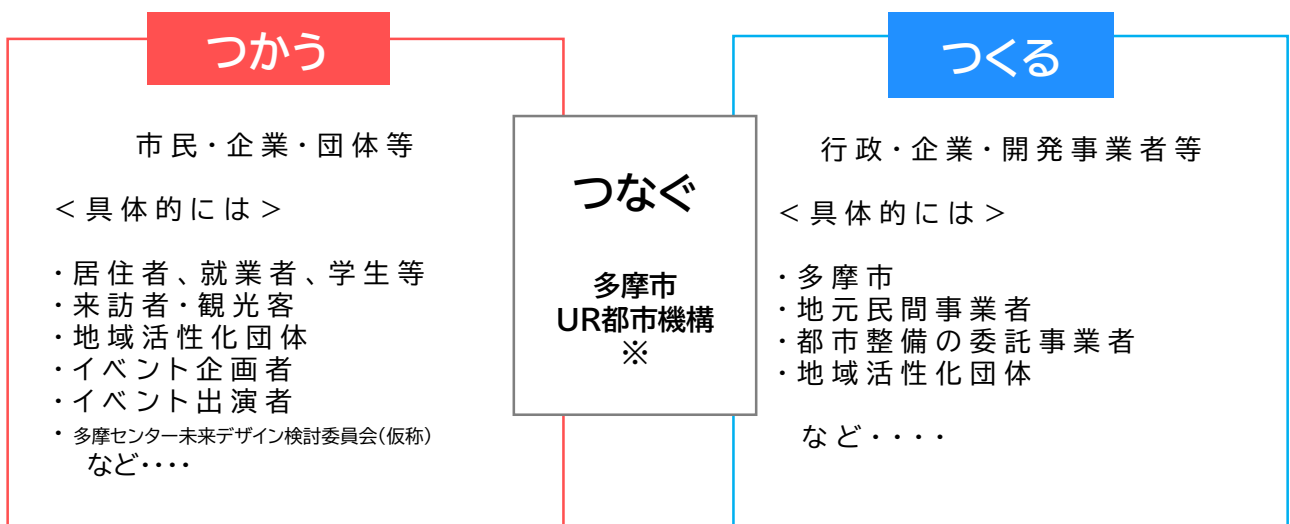 つかう
市民・企業・団体等
＜具体的には＞
・居住者、就業者、学生等
・来訪者・観光客
・地域活性化団体
・イベント企画者
・イベント出演者
・多摩センター未来デザイン検討委員会(仮称)
など・・・・
つなぐ
多摩市
UR都市機構
※
つくる
行政・企業・開発事業者等
＜具体的には＞
・多摩市
・地元民間事業者
・都市整備の委託事業者
・地域活性化団体
など・・・・